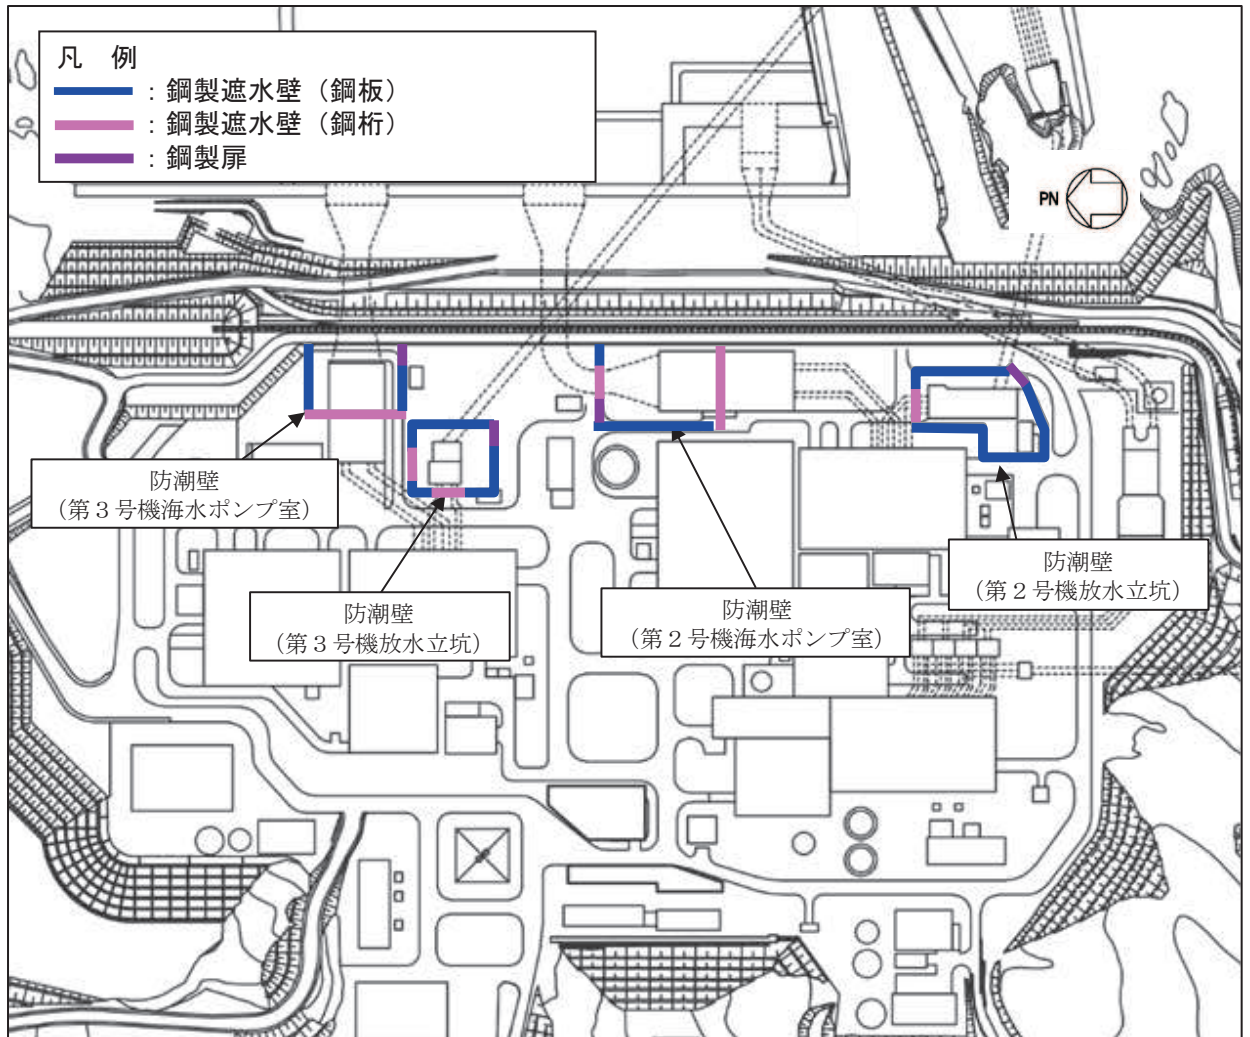 凡　例
：鋼製遮水壁（鋼板）
：鋼製遮水壁（鋼桁）
：鋼製扉
PN
防潮壁
（第３号機海水ポンプ室）
防潮壁
（第３号機放水立坑）
防潮壁
（第２号機海水ポンプ室）
防潮壁
（第２号機放水立坑）